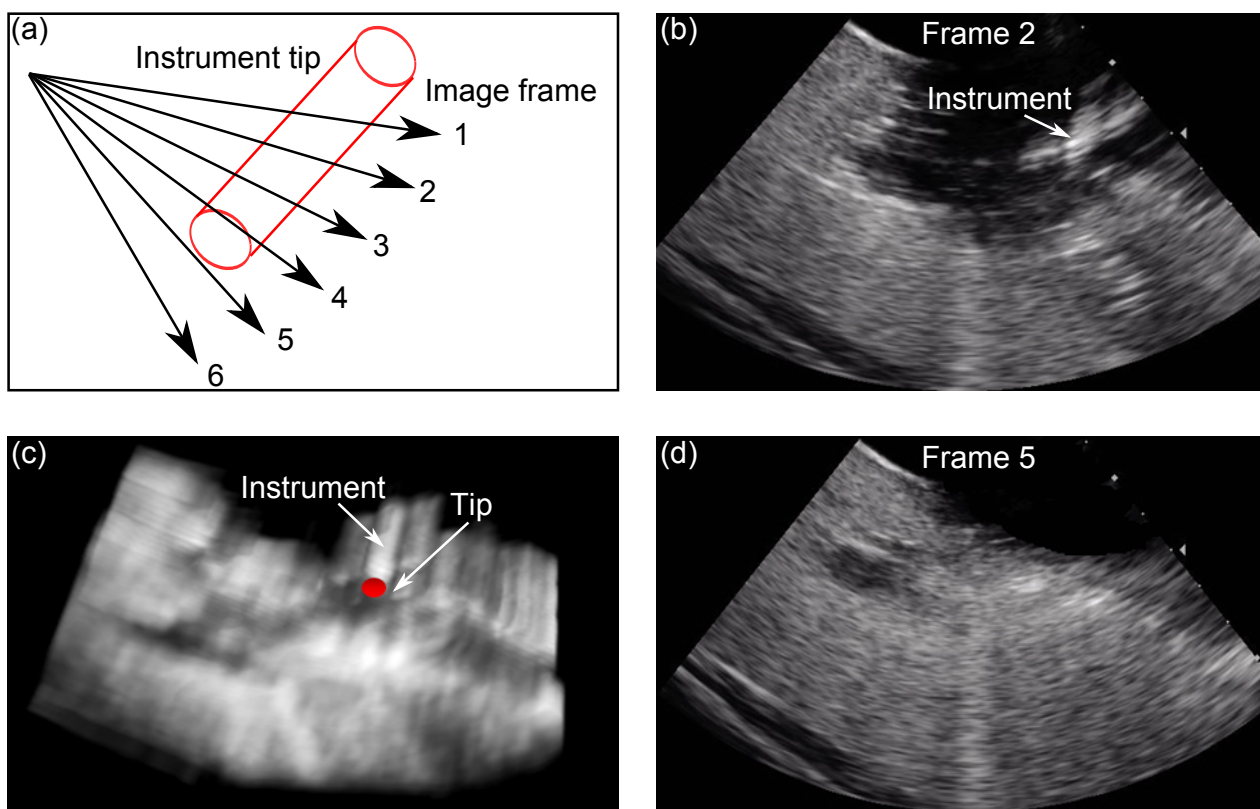 (a)
Instrument tip
Image frame
1
2
3
4
5
6
(b)
Frame 2
Instrument
(c)
Instrument
Tip
(d)
Frame 5